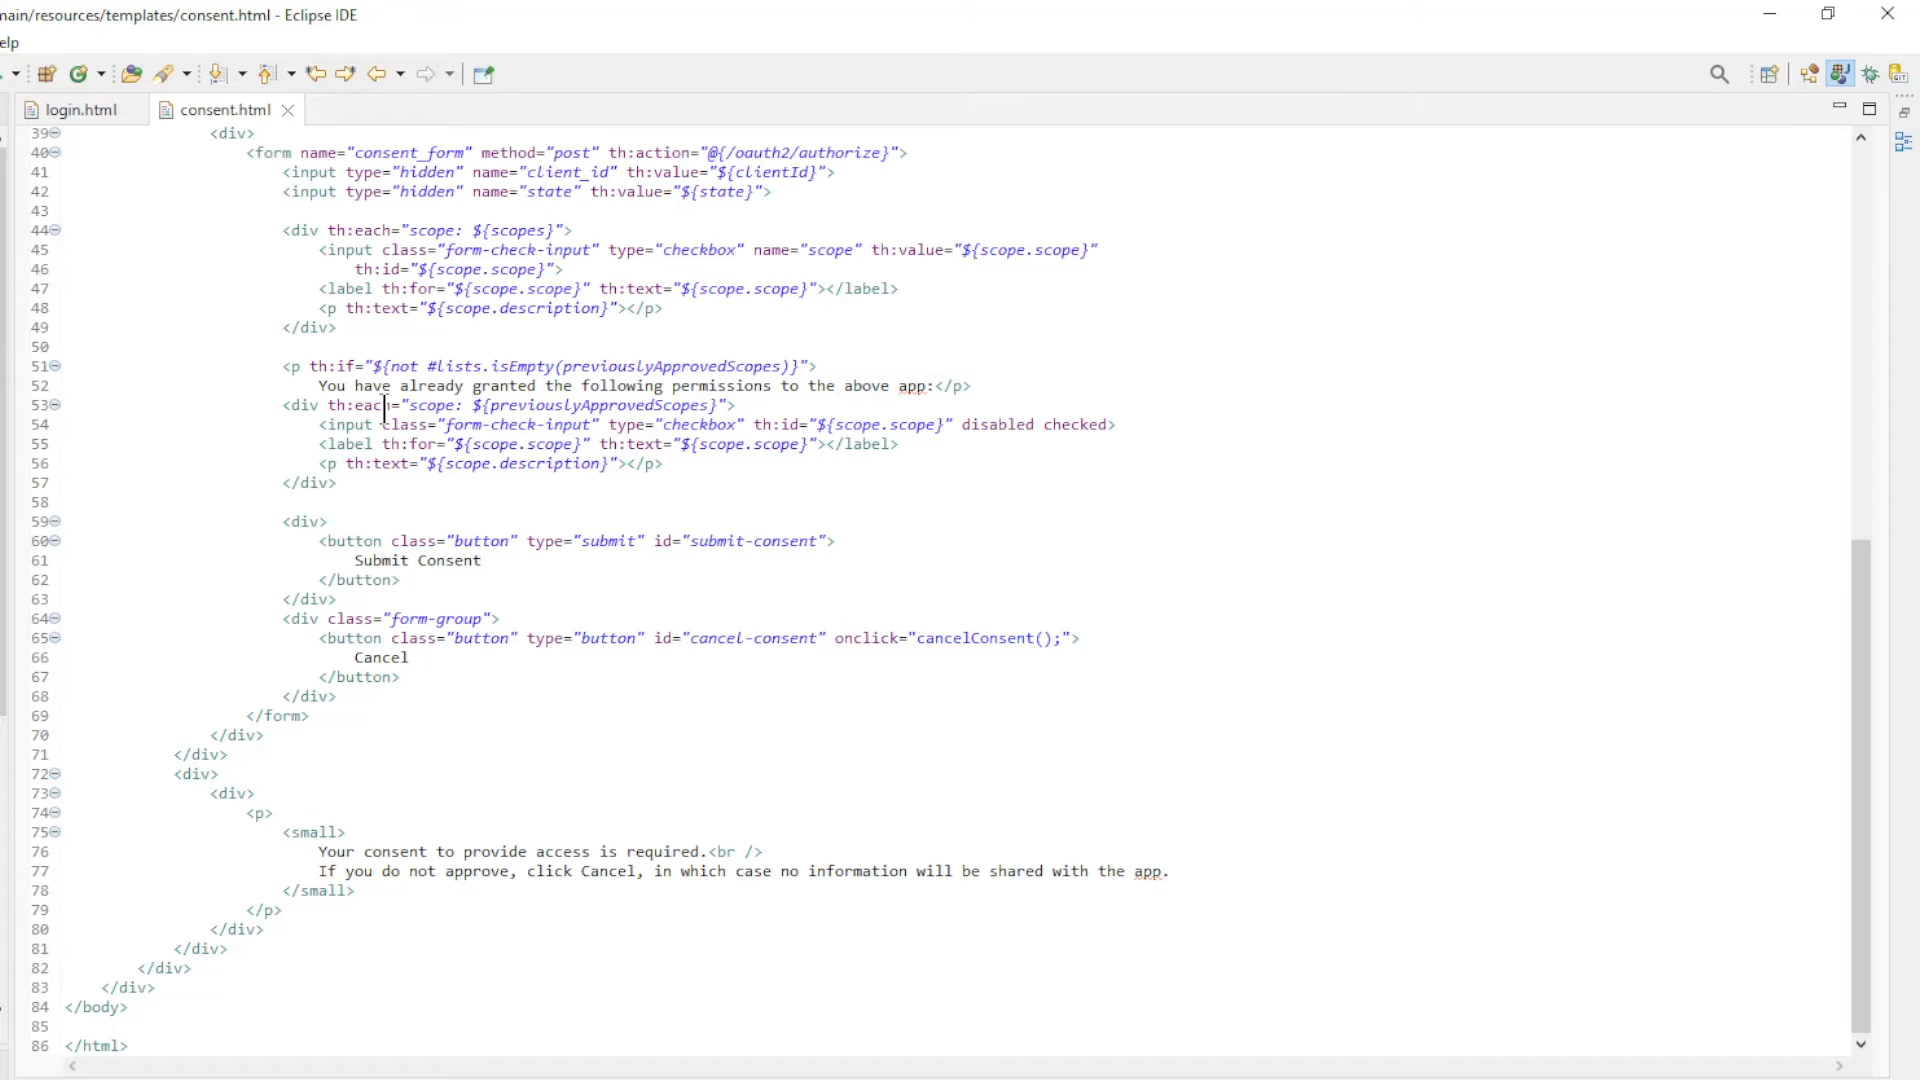 main/resources/templates/consent.html - Eclipse IDE
elp
login.html
consent.html
39 <div>
40 <form name="consent_form" method="post" th:action="@{/oauth2/authorize}">
41 <input type="hidden" name="client_id" th:value="${clientId}">
42 <input type="hidden" name="state" th:value="${state}">
43
44 <div th:each="scope: ${scopes}">
45 <input class="form-check-input" type="checkbox" name="scope" th:value="${scope.scope}"
46 th:id="${scope.scope}">
47 <label th:for="${scope.scope}" th:text="${scope.scope}"></label>
48 <p th:text="${scope.description}"></p>
49 </div>
50
51 <p th:if="${not #lists.isEmpty(previouslyApprovedScopes)}">
52 You have already granted the following permissions to the above app:</p>
53 <div th:each="scope: ${previouslyApprovedScopes}">
54 <input class="form-check-input" type="checkbox" th:id="${scope.scope}" disabled checked>
55 <label th:for="${scope.scope}" th:text="${scope.scope}"></label>
56 <p th:text="${scope.description}"></p>
57 </div>
58
59 <div>
60 <button class="button" type="submit" id="submit-consent">
61 Submit Consent
62 </button>
63 </div>
64 <div class="form-group">
65 <button class="button" type="button" id="cancel-consent" onclick="cancelConsent();">
66 Cancel
67 </button>
68 </div>
69 </form>
70 </div>
71 </div>
72 <div>
73 <div>
74 <p>
75 <small>
76 Your consent to provide access is required.<br />
77 If you do not approve, click Cancel, in which case no information will be shared with the app.
78 </small>
79 </p>
80 </div>
81 </div>
82 </div>
83 </div>
84 </body>
85
86 </html>